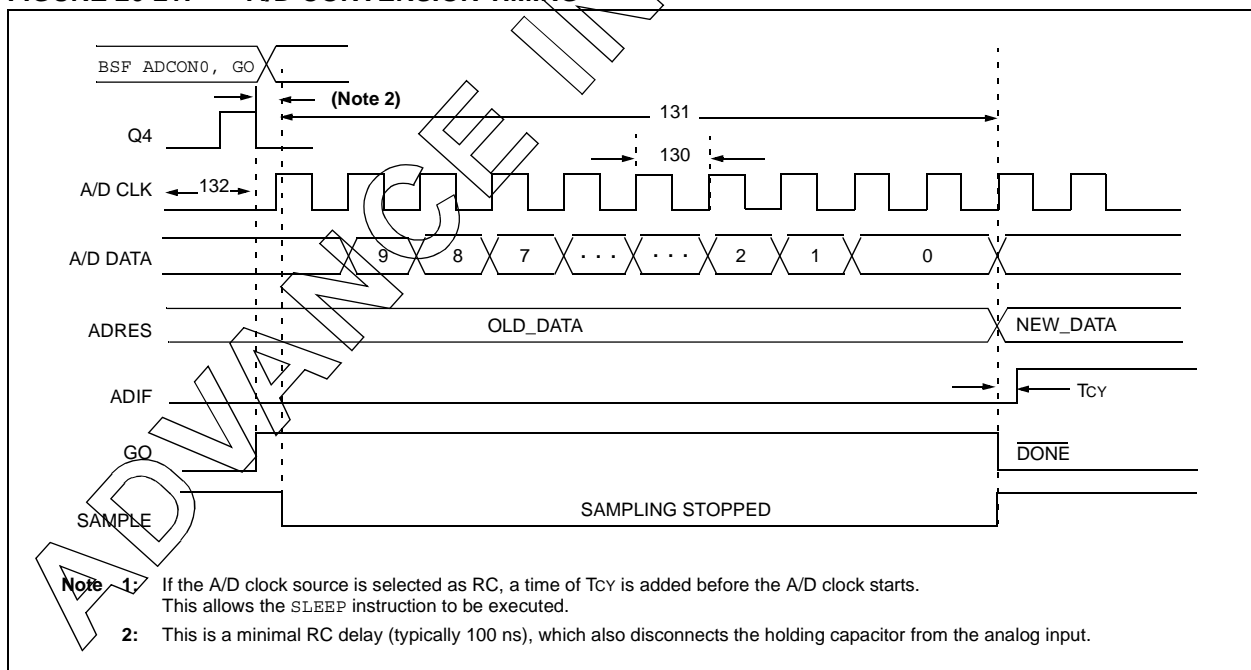 BSF ADCON0, GO
(Note 2)
131
Q4
130
A/D CLK
132
A/D DATA
9
8
7
. . .
. . .
2
1
0
ADRES
OLD_DATA
NEW_DATA
ADIF
TCY
GO
DONE
SAMPLE
SAMPLING STOPPED
Note 1: If the A/D clock source is selected as RC, a time of TCY is added before the A/D clock starts.
This allows the SLEEP instruction to be executed.
2: This is a minimal RC delay (typically 100 ns), which also disconnects the holding capacitor from the analog input.
ADVANCE IN